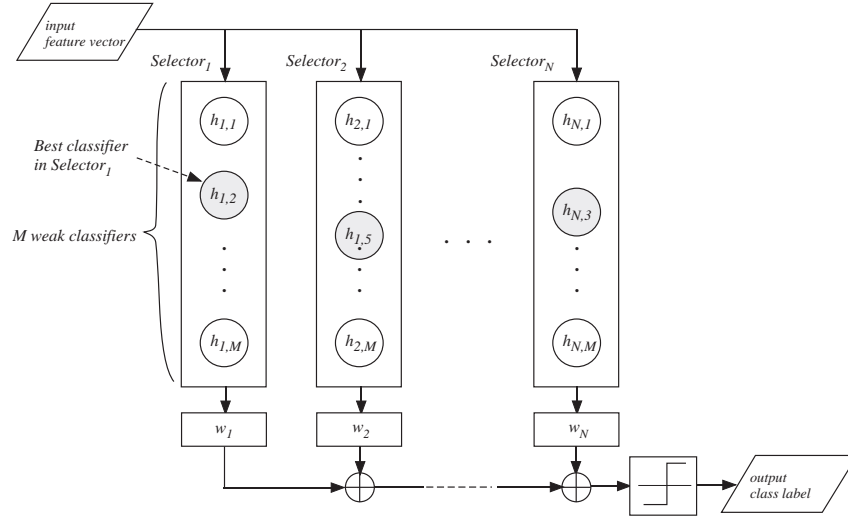 input
feature vector
Selector1
Selector2
SelectorN
h1,1
h2,1
hN,1
Best classifier
in Selector1
h1,2
hN,3
h1,5
M weak classifiers
h1,M
h2,M
hN,M
w1
w2
wN
output
class label